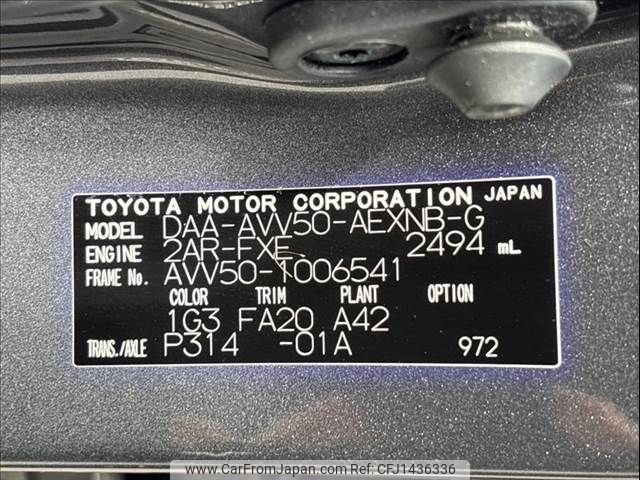 TOYOTA MOTOR CORPORATION JAPAN
MODEL DAA-AVV50-AEXNB-G
ENGINE 2AR-FXE 2494 mL
FRAME No. AVV50-1006541
COLOR TRIM PLANT OPTION
1G3 FA20 A42
TRANS./AXLE P314 -01A 972
www.CarFromJapan.com CFJ1436336